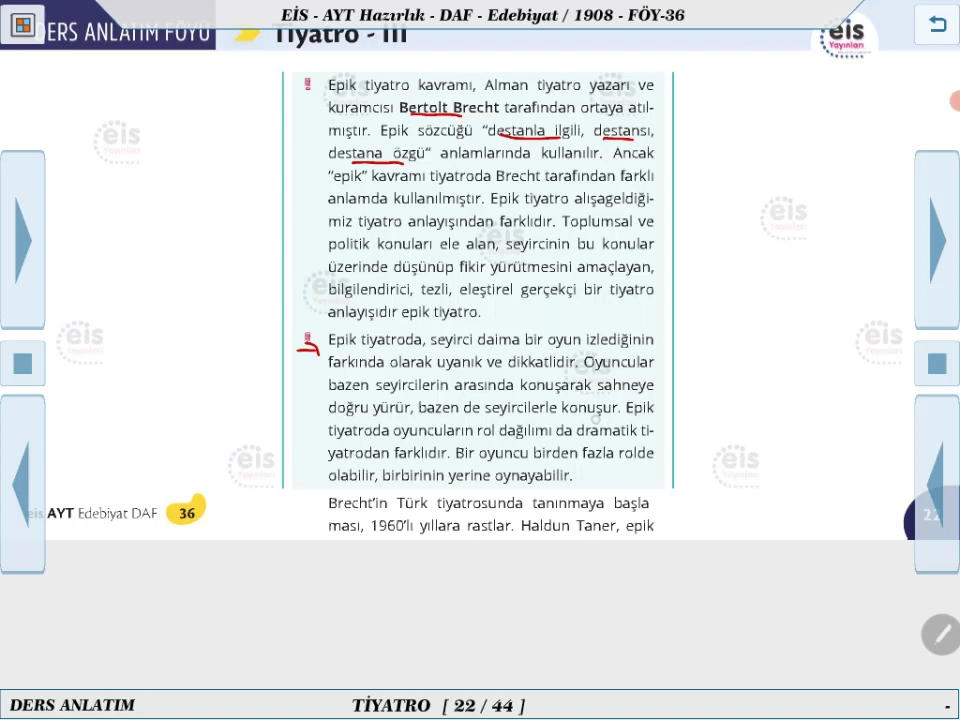 EİS - AYT Hazırlık - DAF - Edebiyat / 1908 - FÖY-36
DERS ANLATIM FÖYÜ
Tiyatro - III
eis
Yayınları
Epik tiyatro kavramı, Alman tiyatro yazarı ve
kuramcısı Bertolt Brecht tarafından ortaya atıl-
mıştır. Epik sözcüğü "destanla ilgili, destansı,
destana özgü" anlamlarında kullanılır. Ancak
"epik" kavramı tiyatroda Brecht tarafından farklı
anlamda kullanılmıştır. Epik tiyatro alışageldiği-
miz tiyatro anlayışından farklıdır. Toplumsal ve
politik konuları ele alan, seyircinin bu konular
üzerinde düşünüp fikir yürütmesini amaçlayan,
bilgilendirici, tezli, eleştirel gerçekçi bir tiyatro
anlayışıdır epik tiyatro.
Epik tiyatroda, seyirci daima bir oyun izlediğinin
farkında olarak uyanık ve dikkatlidir. Oyuncular
bazen seyircilerin arasında konuşarak sahneye
doğru yürür, bazen de seyircilerle konuşur. Epik
tiyatroda oyuncuların rol dağılımı da dramatik ti-
yatrodan farklıdır. Bir oyuncu birden fazla rolde
olabilir, birbirinin yerine oynayabilir.
Brecht'in Türk tiyatrosunda tanınmaya başla
ması, 1960'lı yıllara rastlar. Haldun Taner, epik
eis AYT Edebiyat DAF 36
22
DERS ANLATIM
TİYATRO [ 22 / 44 ]
-